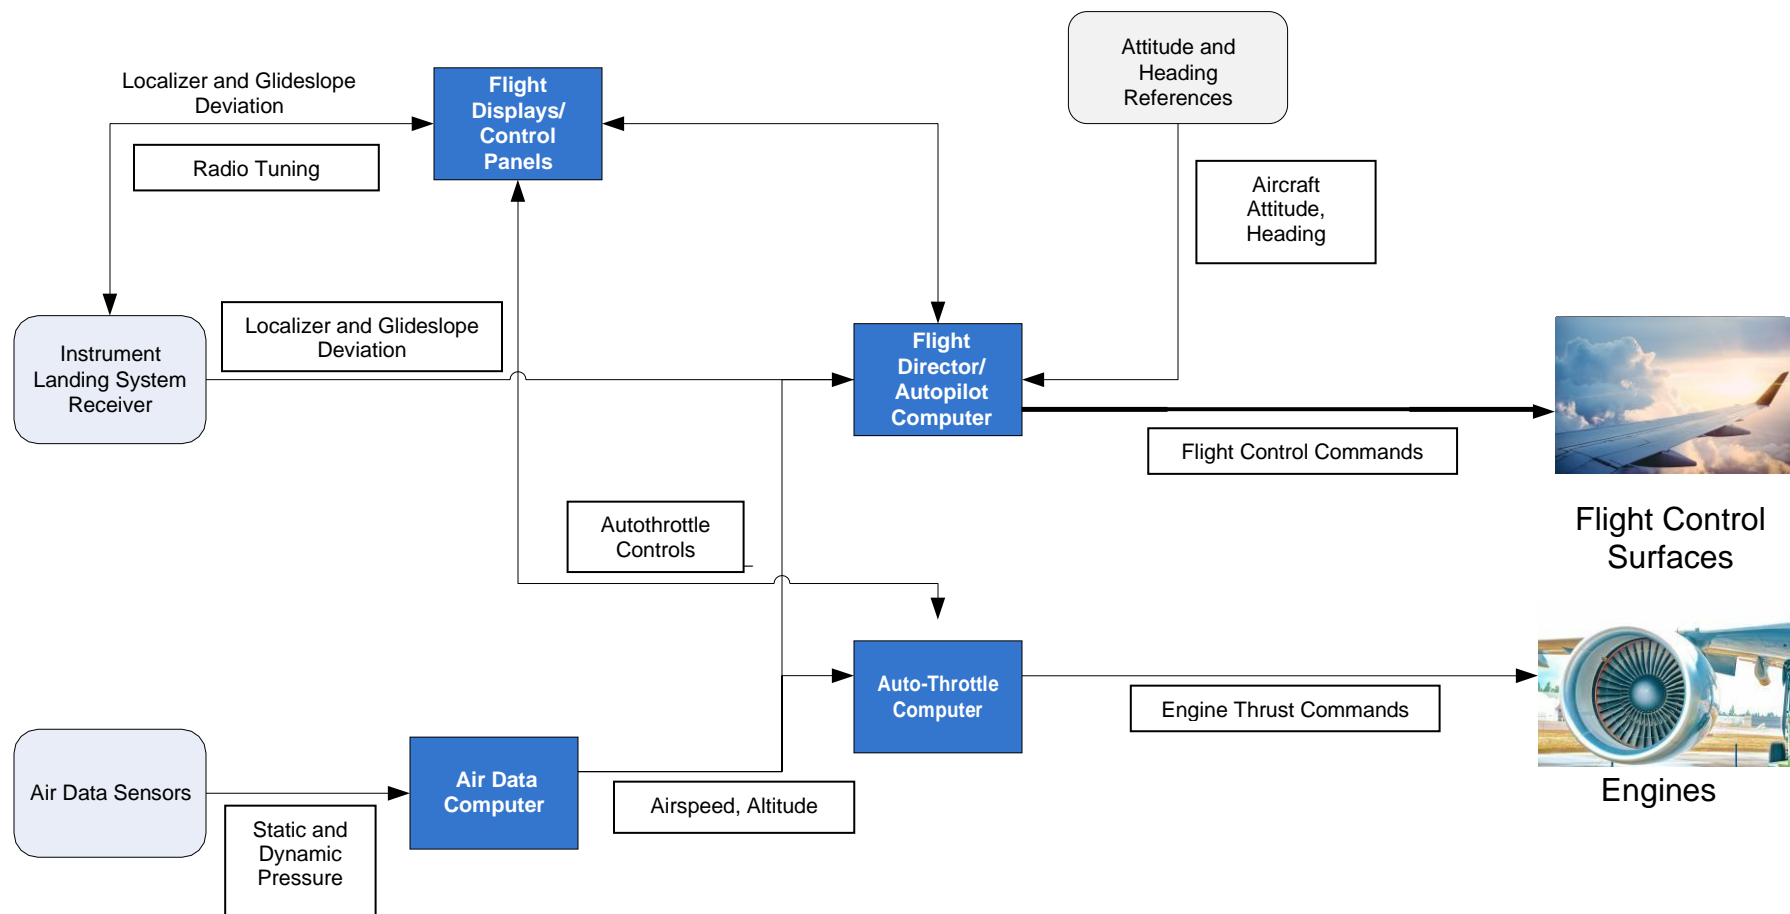 Localizer and Glideslope
Deviation
Radio Tuning
Flight
Displays/
Control
Panels
Attitude and
Heading
References
Aircraft
Attitude,
Heading
Instrument
Landing System
Receiver
Localizer and Glideslope
Deviation
Flight
Director/
Autopilot
Computer
Flight Control Commands
Flight Control
Surfaces
Autothrottle
Controls
Auto-Throttle
Computer
Engine Thrust Commands
Engines
Air Data Sensors
Static and
Dynamic
Pressure
Air Data
Computer
Airspeed, Altitude